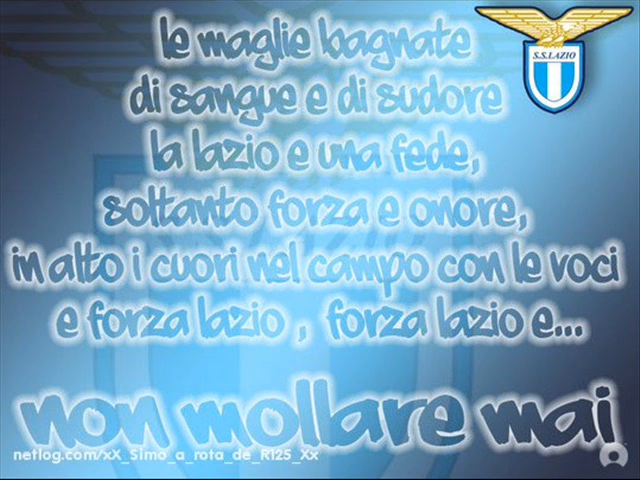 S.S.LAZIO
le maglie bagnate
di sangue e di sudore
la lazio e una fede,
soltanto forza e onore,
in alto i cuori nel campo con le voci
e forza lazio , forza lazio e...
non mollare mai
netlog.com/xX_Simo_a_rota_de_R125_Xx